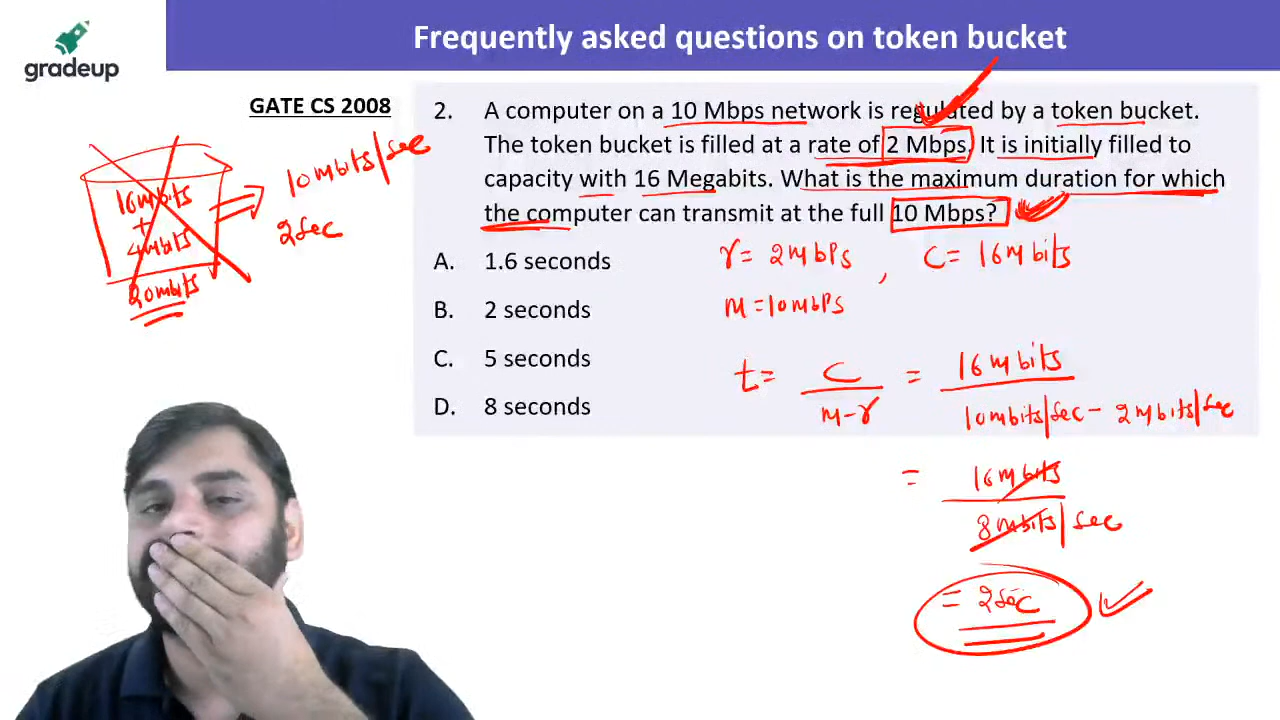 Frequently asked questions on token bucket
gradeup
GATE CS 2008
2. A computer on a 10 Mbps network is regulated by a token bucket.
The token bucket is filled at a rate of 2 Mbps. It is initially filled to
capacity with 16 Megabits. What is the maximum duration for which
the computer can transmit at the full 10 Mbps?
A. 1.6 seconds
B. 2 seconds
C. 5 seconds
D. 8 seconds
16mbits
+
4mbits
20mbits
10mbits/sec
2sec
r = 2mbps , C = 16mbits
M = 10mbps
t = C / M-r = 16mbits / 10mbits/sec - 2mbits/sec
= 16mbits / 8mbits/sec
= 2sec